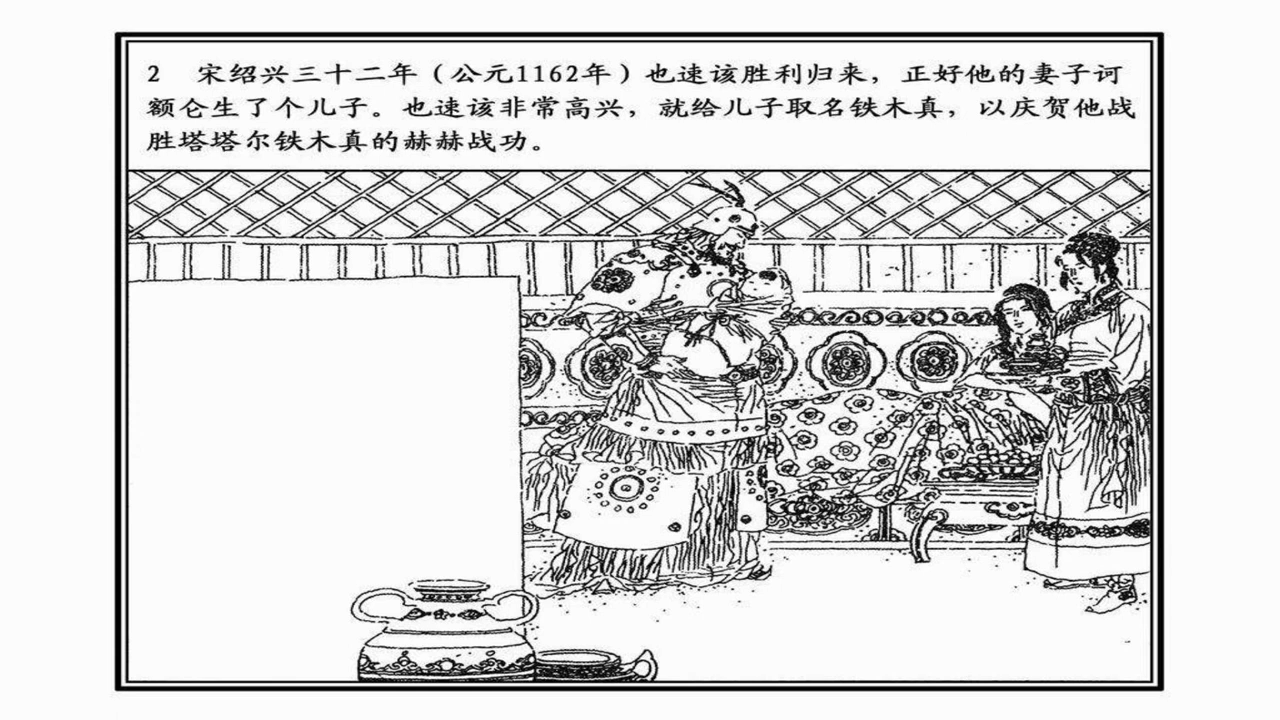 2 宋绍兴三十二年（公元1162年）也速该胜利归来，正好他的妻子诃
额仑生了个儿子。也速该非常高兴，就给儿子取名铁木真，以庆贺他战
胜塔塔尔铁木真的赫赫战功。